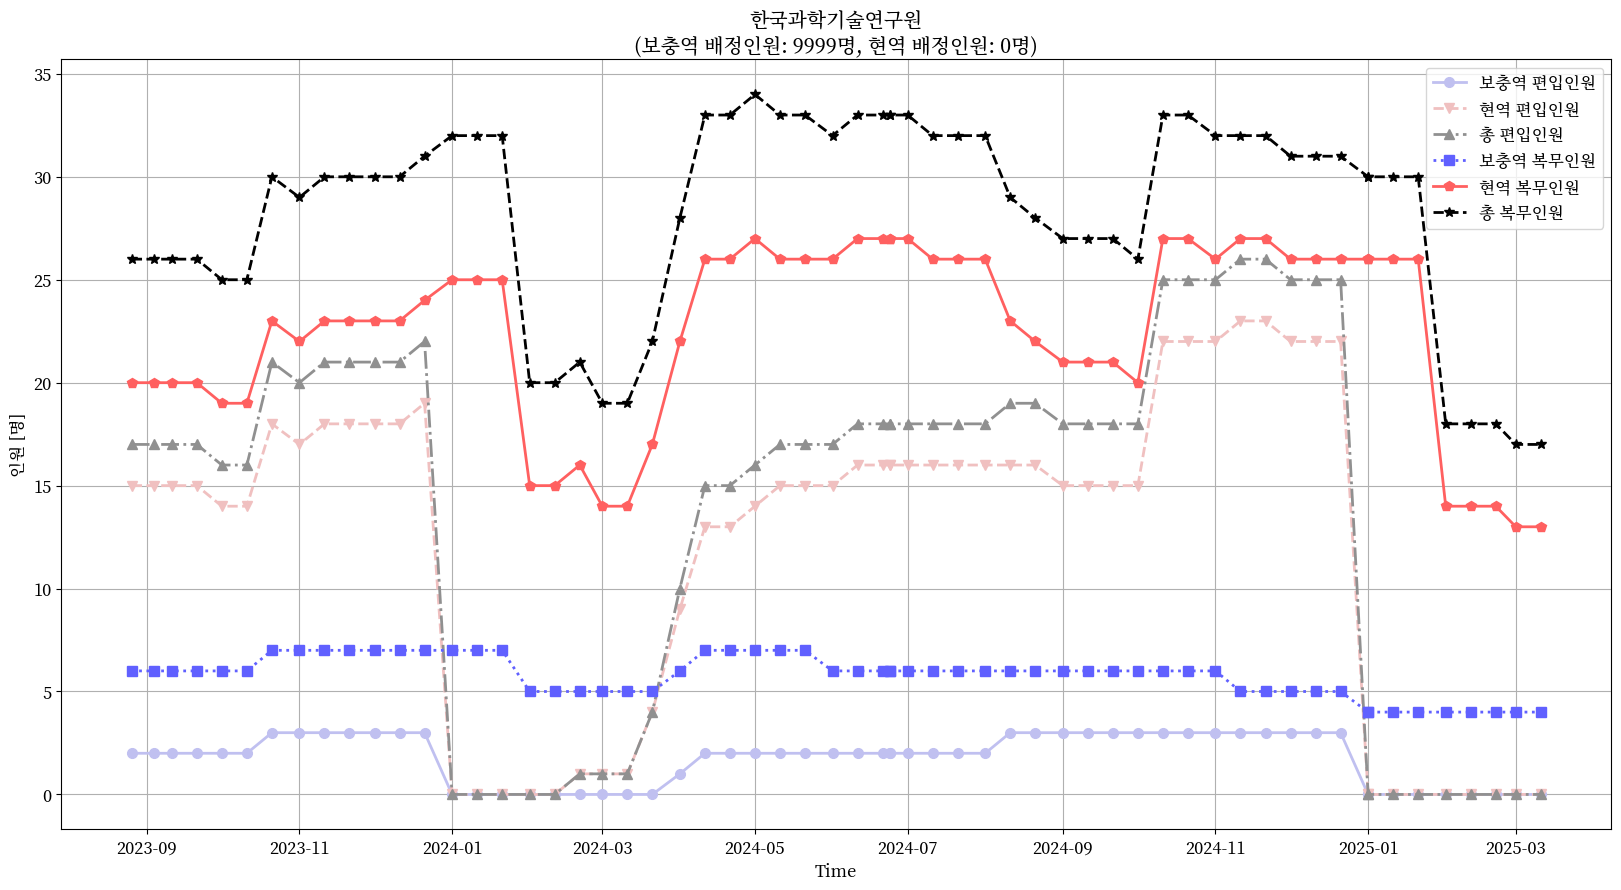 한국과학기술연구원
(보충역 배정인원: 9999명, 현역 배정인원: 0명)
보충역 편입인원
현역 편입인원
총 편입인원
보충역 복무인원
현역 복무인원
총 복무인원
인원 [명]
35
30
25
20
15
10
5
0
2023-09
2023-11
2024-01
2024-03
2024-05
2024-07
2024-09
2024-11
2025-01
2025-03
Time